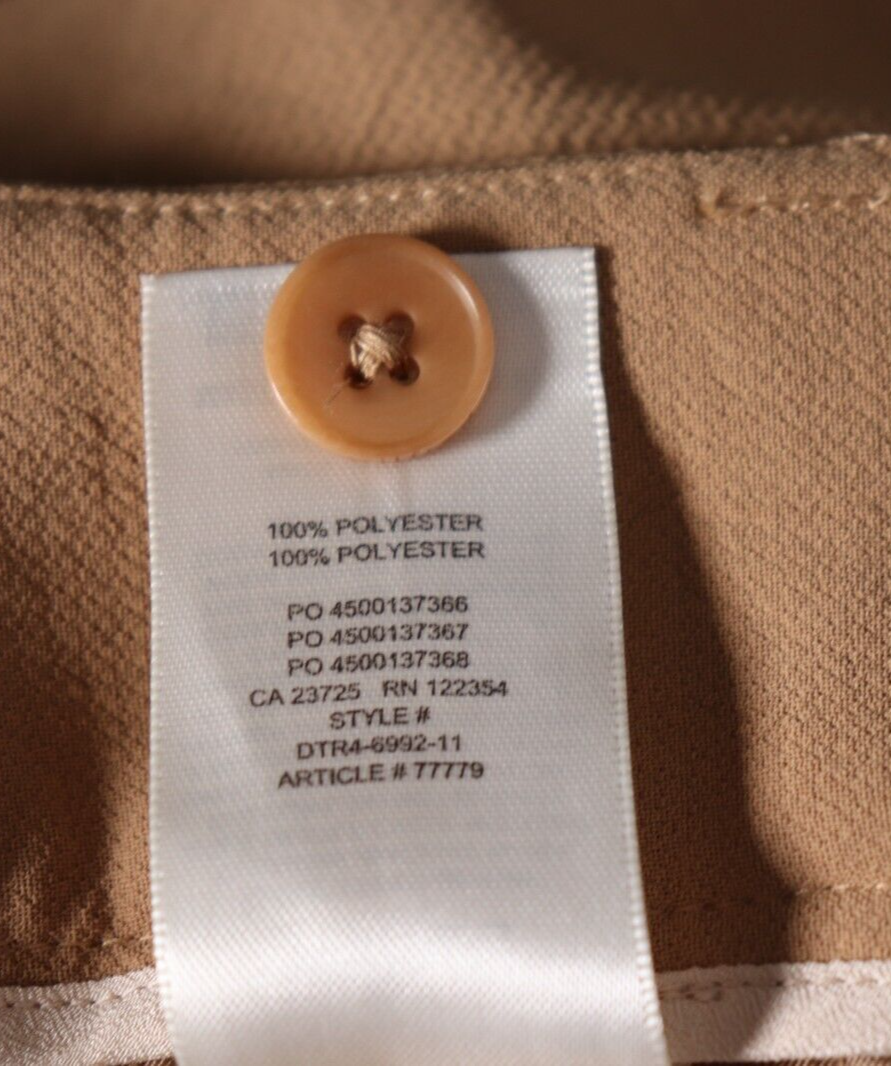 100% POLYESTER
100% POLYESTER
PO 4500137366
PO 4500137367
PO 4500137368
CA 23725 RN 122354
STYLE #
DTR4-6992-11
ARTICLE # 77779